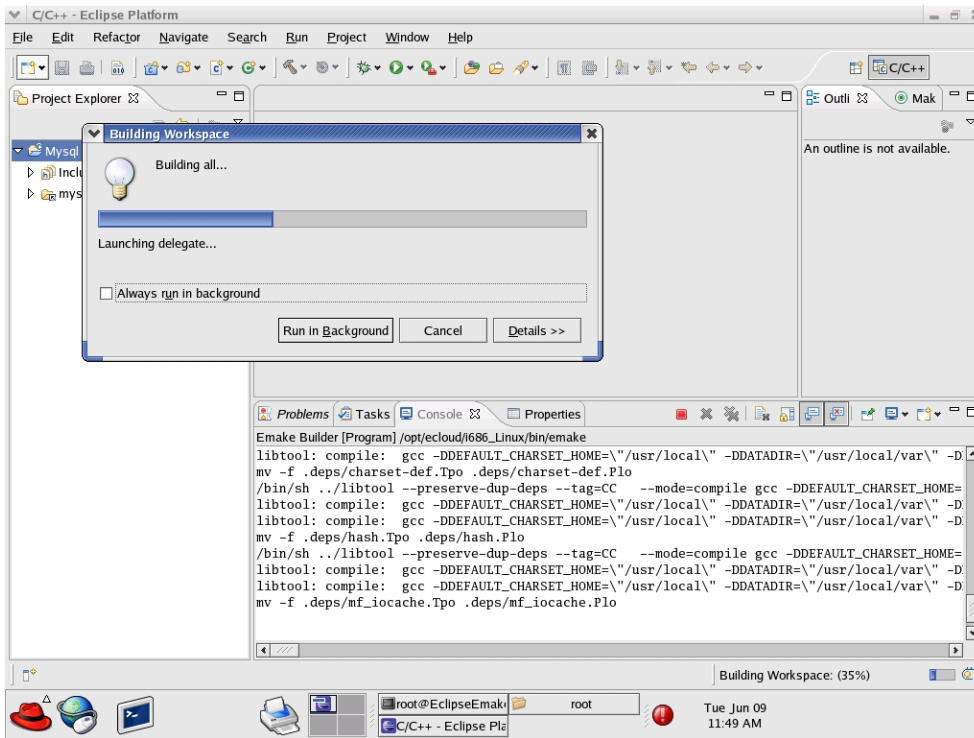 C/C++ - Eclipse Platform
File Edit Refactor Navigate Search Run Project Window Help
C/C++
Project Explorer
Outli
Mak
Building Workspace
Mysql
An outline is not available.
Building all...
Launching delegate...
Always run in background
Run in Background Cancel Details >>
Problems Tasks Console Properties
Emake Builder [Program] /opt/ecloud/i686_Linux/bin/emake
libtool: compile:  gcc -DDEFAULT_CHARSET_HOME=\"/usr/local\" -DDATADIR=\"/usr/local/var\" -D
mv -f .deps/charset-def.Tpo .deps/charset-def.Plo
/bin/sh ../libtool --preserve-dup-deps --tag=CC   --mode=compile gcc -DDEFAULT_CHARSET_HOME=
libtool: compile:  gcc -DDEFAULT_CHARSET_HOME=\"/usr/local\" -DDATADIR=\"/usr/local/var\" -D
libtool: compile:  gcc -DDEFAULT_CHARSET_HOME=\"/usr/local\" -DDATADIR=\"/usr/local/var\" -D
mv -f .deps/hash.Tpo .deps/hash.Plo
/bin/sh ../libtool --preserve-dup-deps --tag=CC   --mode=compile gcc -DDEFAULT_CHARSET_HOME=
libtool: compile:  gcc -DDEFAULT_CHARSET_HOME=\"/usr/local\" -DDATADIR=\"/usr/local/var\" -D
libtool: compile:  gcc -DDEFAULT_CHARSET_HOME=\"/usr/local\" -DDATADIR=\"/usr/local/var\" -D
mv -f .deps/mf_iocache.Tpo .deps/mf_iocache.Plo
Building Workspace: (35%)
root@EclipseEmak
root
C/C++ - Eclipse Pla
Tue Jun 09
11:49 AM